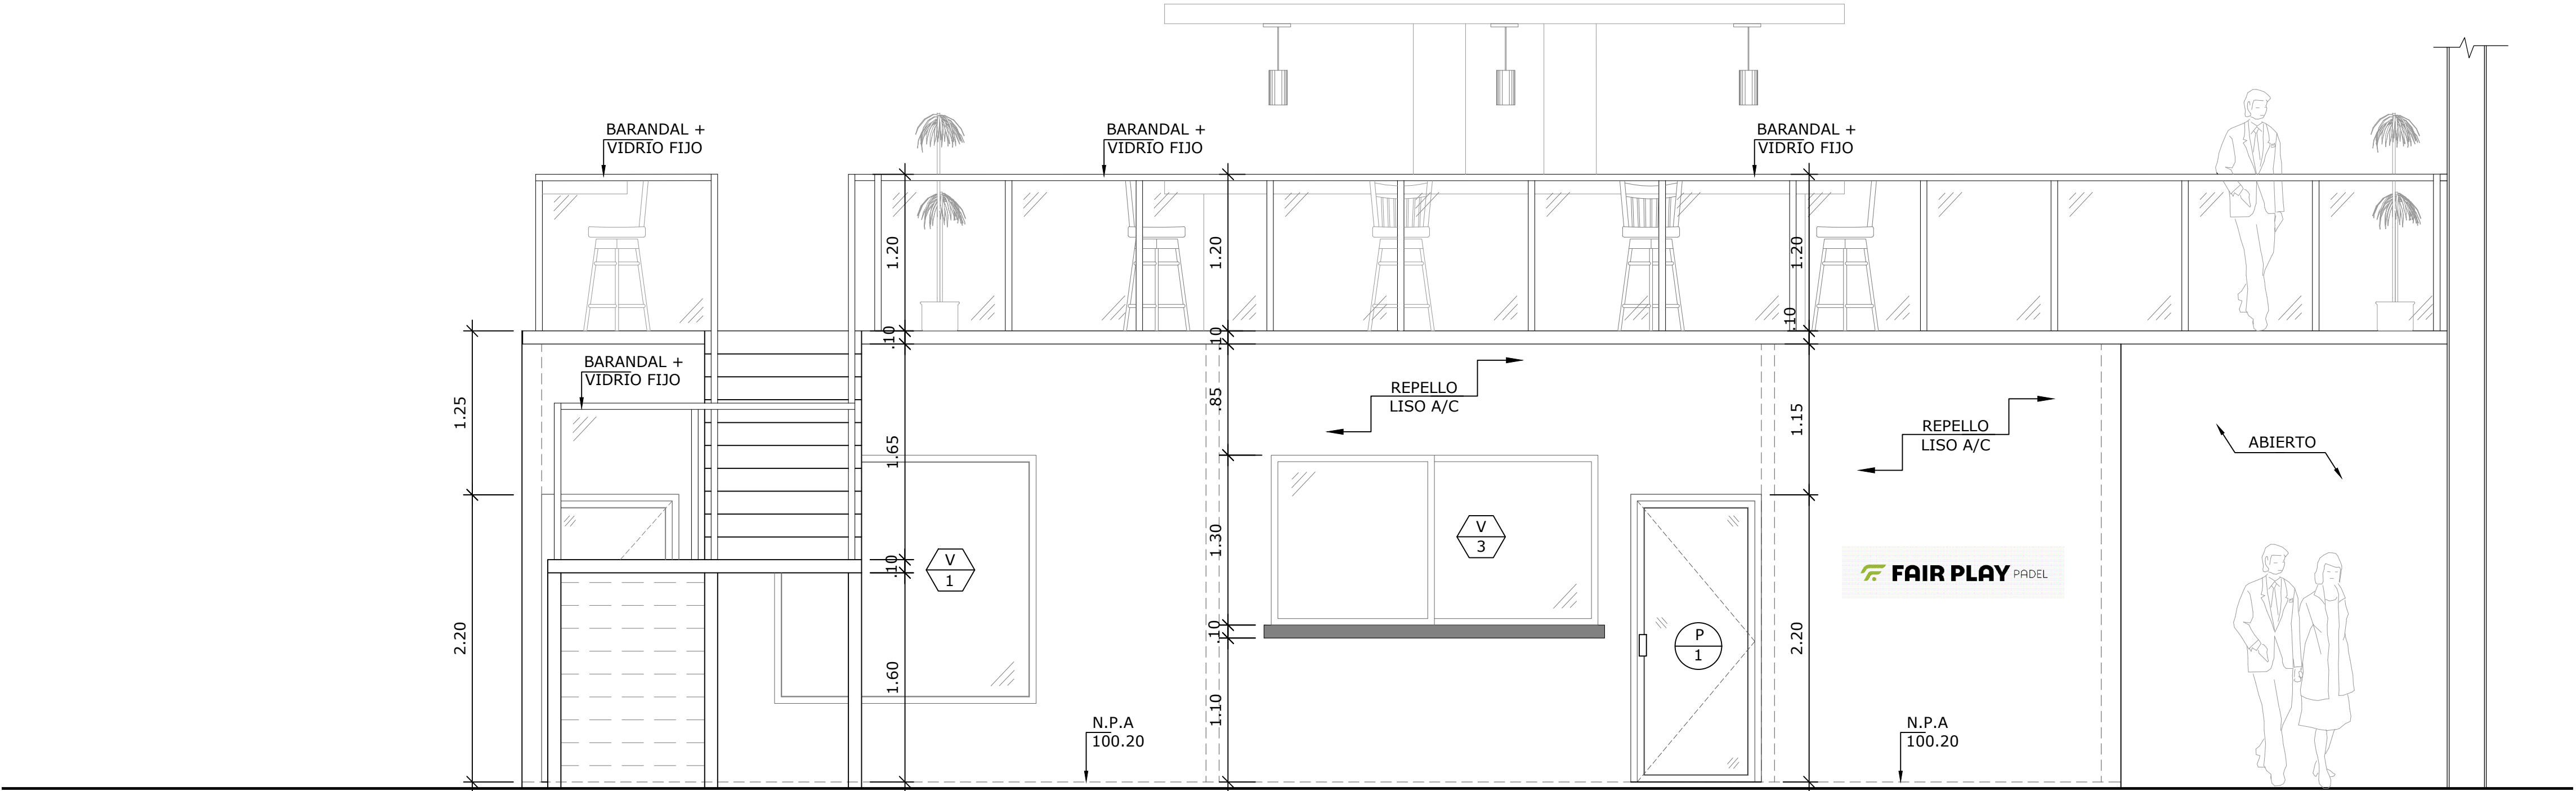 BARANDAL +
VIDRIO FIJO
BARANDAL +
VIDRIO FIJO
BARANDAL +
VIDRIO FIJO
1.20
1.20
1.20
.10
.10
.10
BARANDAL +
VIDRIO FIJO
REPELLO
LISO A/C
1.25
.85
1.15
REPELLO
LISO A/C
ABIERTO
1.65
V
3
1.30
V
1
.10
FAIR PLAY PADEL
2.20
.10
P
1
2.20
1.60
1.10
N.P.A
100.20
N.P.A
100.20